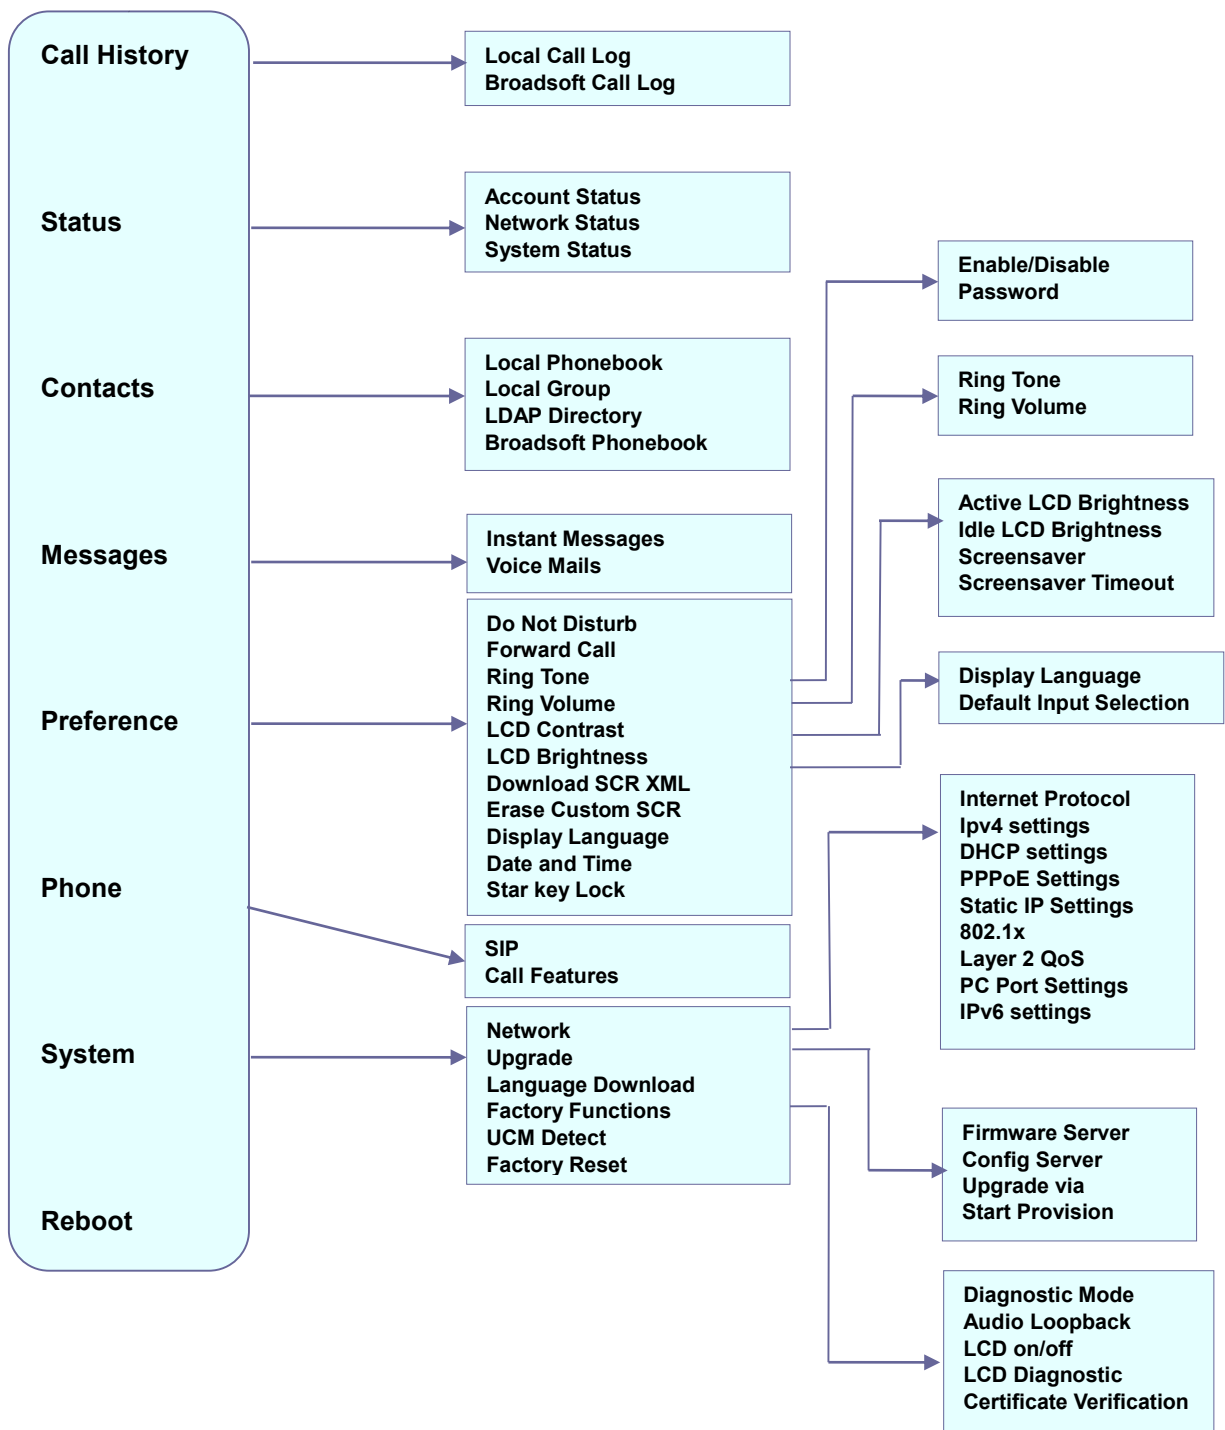 Call History
Status
Contacts
Messages
Preference
Phone
System
Reboot
Local Call Log
Broadsoft Call Log
Account Status
Network Status
System Status
Local Phonebook
Local Group
LDAP Directory
Broadsoft Phonebook
Instant Messages
Voice Mails
Do Not Disturb
Forward Call
Ring Tone
Ring Volume
LCD Contrast
LCD Brightness
Download SCR XML
Erase Custom SCR
Display Language
Date and Time
Star key Lock
SIP
Call Features
Network
Upgrade
Language Download
Factory Functions
UCM Detect
Factory Reset
Enable/Disable
Password
Ring Tone
Ring Volume
Active LCD Brightness
Idle LCD Brightness
Screensaver
Screensaver Timeout
Display Language
Default Input Selection
Internet Protocol
Ipv4 settings
DHCP settings
PPPoE Settings
Static IP Settings
802.1x
Layer 2 QoS
PC Port Settings
IPv6 settings
Firmware Server
Config Server
Upgrade via
Start Provision
Diagnostic Mode
Audio Loopback
LCD on/off
LCD Diagnostic
Certificate Verification